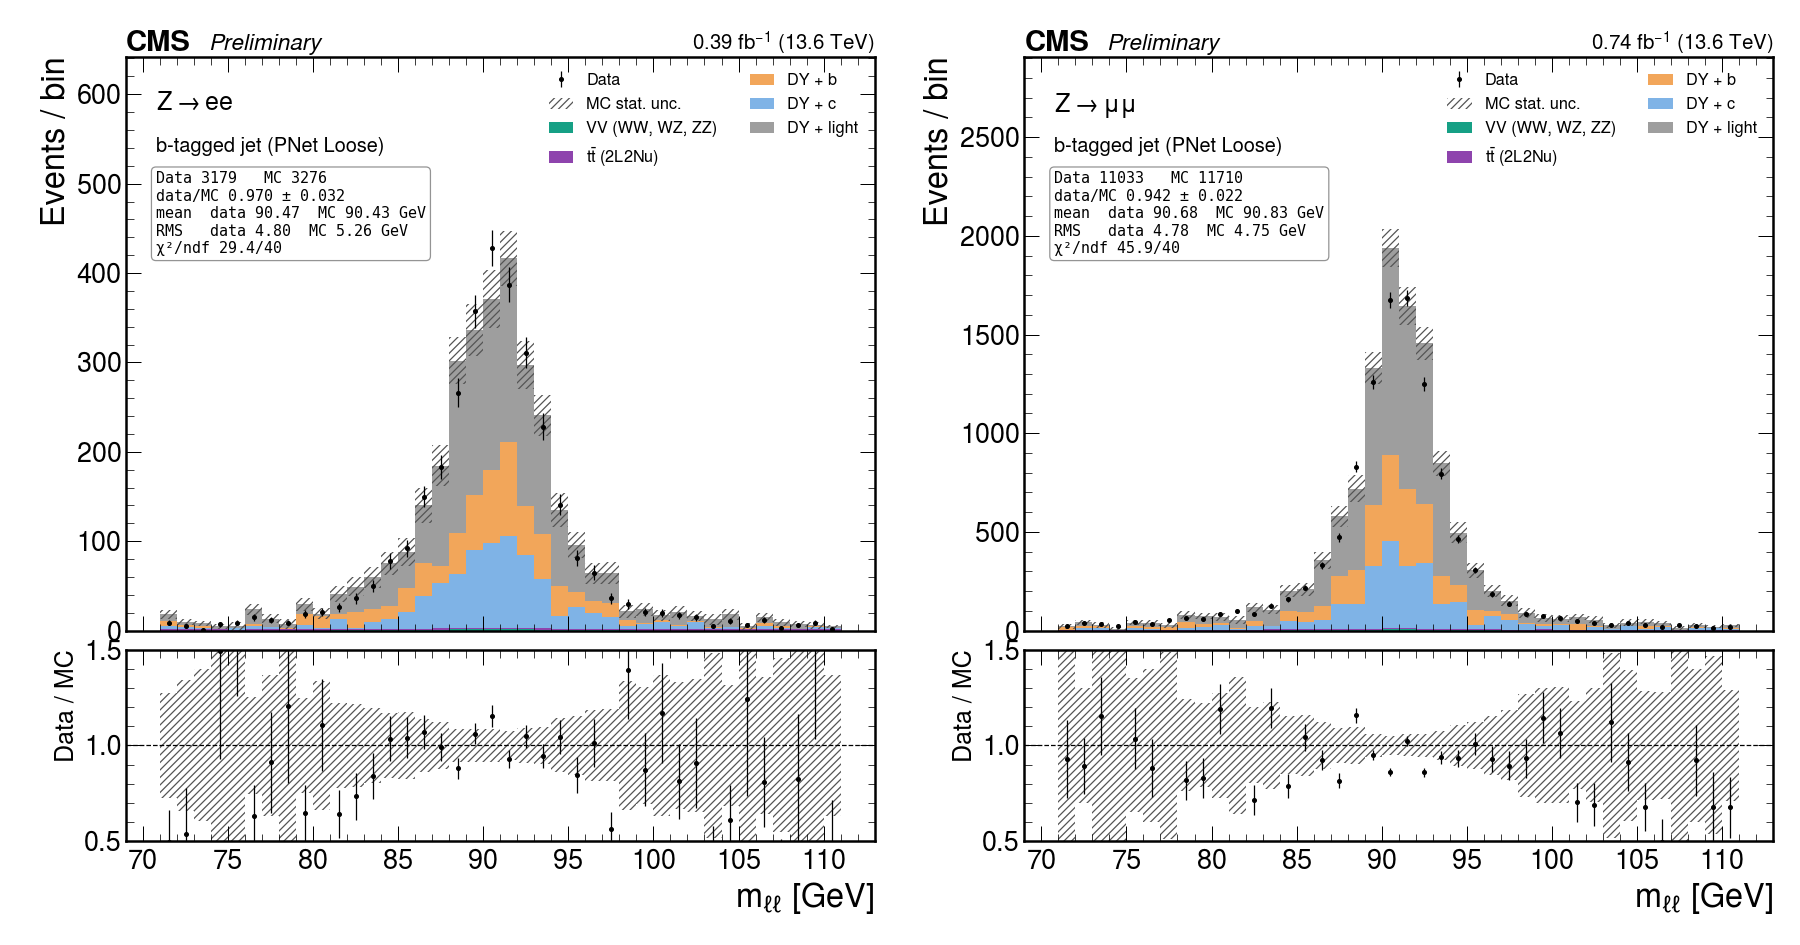 CMS Preliminary 0.39 fb⁻¹ (13.6 TeV)
Events / bin
600
500
400
300
200
100
0
Z → ee
b-tagged jet (PNet Loose)
Data 3179 MC 3276
data/MC 0.970 ± 0.032
mean data 90.47 MC 90.43 GeV
RMS data 4.80 MC 5.26 GeV
χ²/ndf 29.4/40
Data
MC stat. unc.
VV (WW, WZ, ZZ)
tt̄ (2L2Nu)
DY + b
DY + c
DY + light
Data / MC
1.5
1.0
0.5
70 75 80 85 90 95 100 105 110
mℓℓ [GeV]
CMS Preliminary 0.74 fb⁻¹ (13.6 TeV)
Events / bin
2500
2000
1500
1000
500
0
Z → μμ
b-tagged jet (PNet Loose)
Data 11033 MC 11710
data/MC 0.942 ± 0.022
mean data 90.68 MC 90.83 GeV
RMS data 4.78 MC 4.75 GeV
χ²/ndf 45.9/40
Data
MC stat. unc.
VV (WW, WZ, ZZ)
tt̄ (2L2Nu)
DY + b
DY + c
DY + light
Data / MC
1.5
1.0
0.5
70 75 80 85 90 95 100 105 110
mℓℓ [GeV]